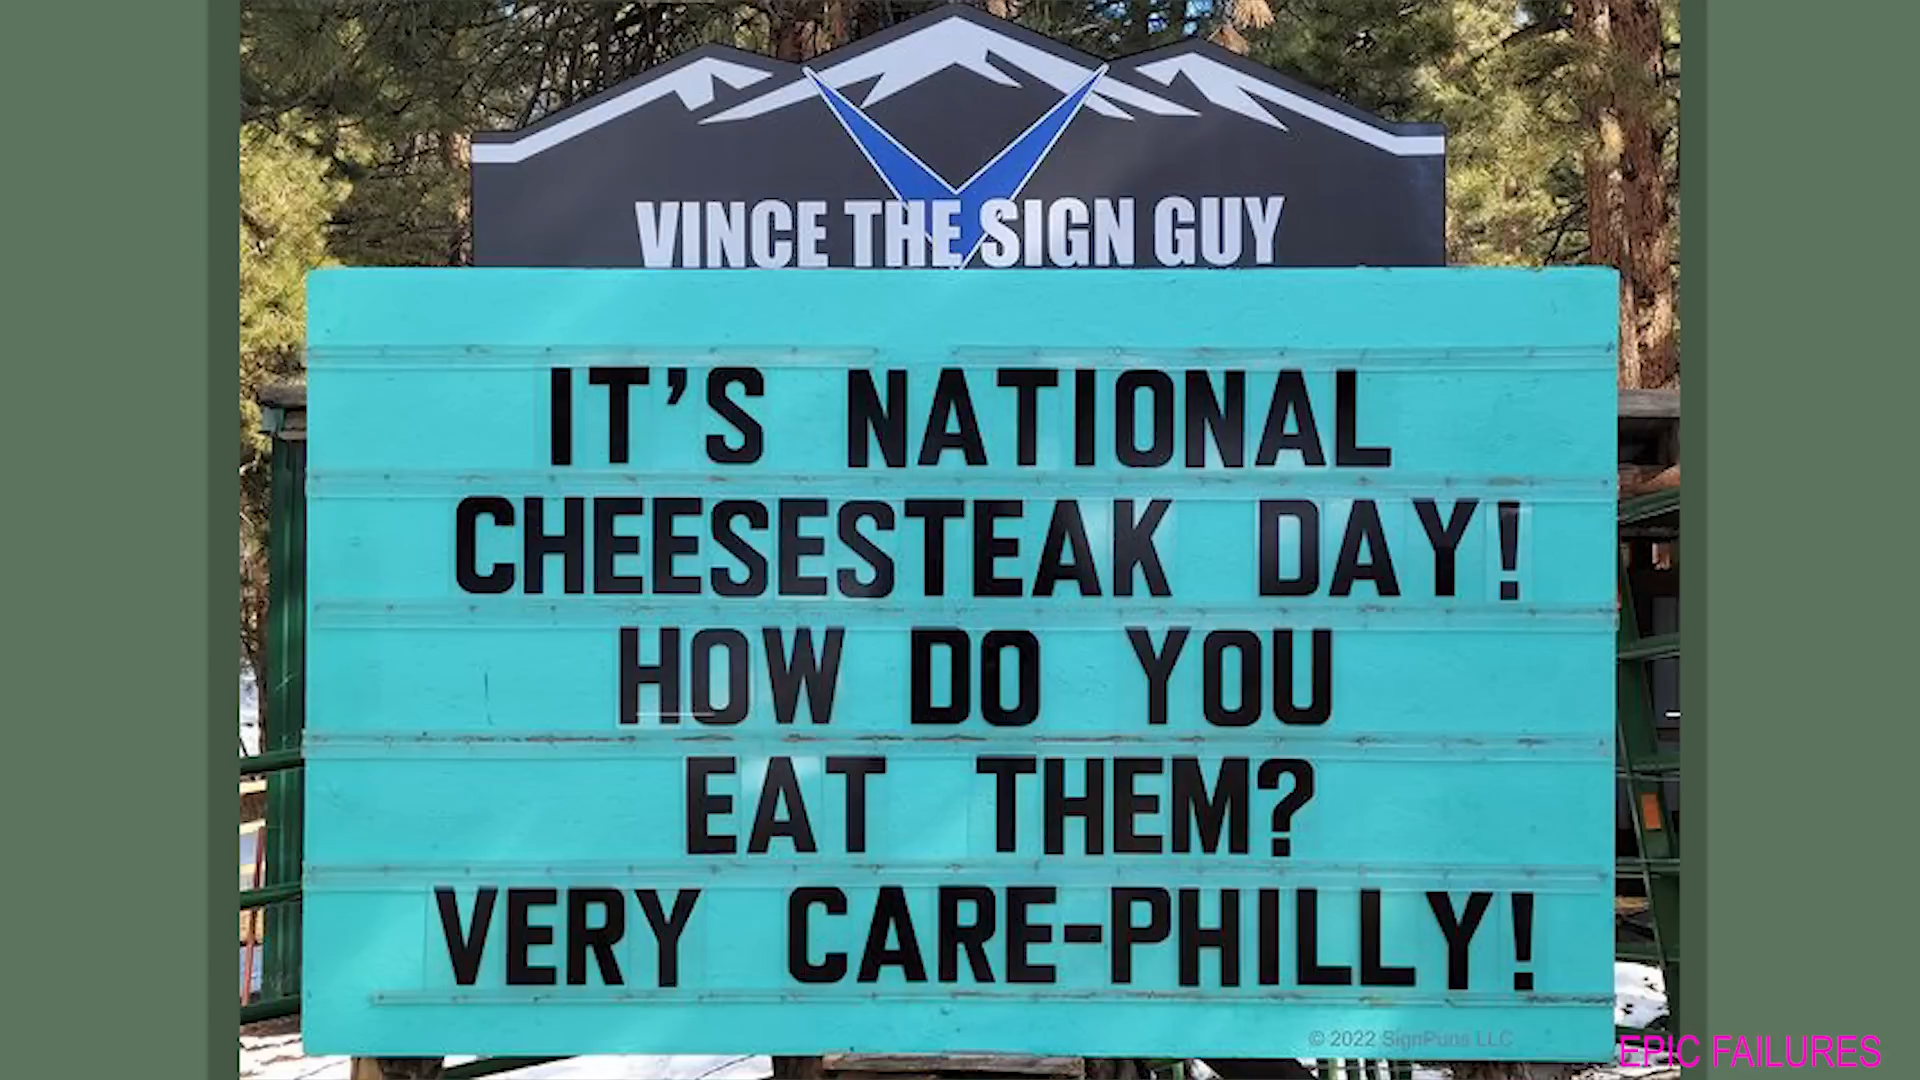 VINCE THE SIGN GUY
IT'S NATIONAL
CHEESESTEAK DAY!
HOW DO YOU
EAT THEM?
VERY CARE-PHILLY!
© 2022 SignPuns LLC
EPIC FAILURES